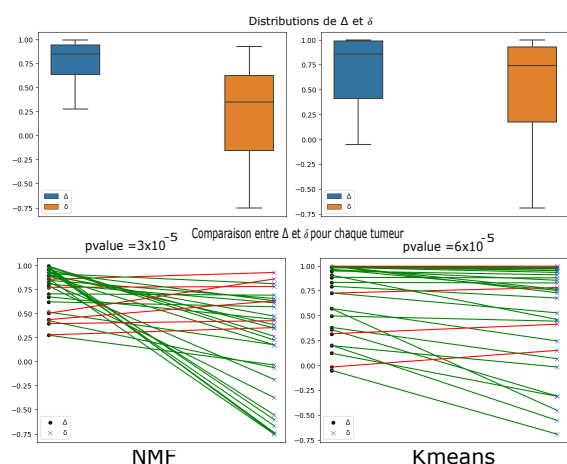 Distributions de Δ et δ
1.00
0.75
0.50
0.25
0.00
−0.25
−0.50
−0.75
Δ
δ
1.00
0.75
0.50
0.25
0.00
−0.25
−0.50
−0.75
Δ
δ
Comparaison entre Δ et δ pour chaque tumeur
pvalue =3x10⁻⁵
pvalue =6x10⁻⁵
1.00
0.75
0.50
0.25
0.00
−0.25
−0.50
−0.75
Δ
δ
1.00
0.75
0.50
0.25
0.00
−0.25
−0.50
−0.75
Δ
δ
NMF
Kmeans